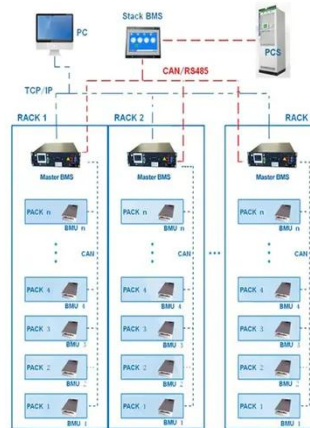 Stack BMS
PC
PCS
CAN/RS485
TCP/IP
RACK 1
RACK 2
RACK
Master BMS
Master BMS
Master BMS
PACK n
BMU n
PACK n
BMU n
PACK n
BMU n
CAN
CAN
CAN
PACK 4
BMU 4
PACK 4
BMU 4
PACK 4
BMU 4
PACK 3
BMU 3
PACK 3
BMU 3
PACK 3
BMU 3
PACK 2
BMU 2
PACK 2
BMU 2
PACK 2
BMU 2
PACK 1
BMU 1
PACK 1
BMU 1
PACK 1
BMU 1